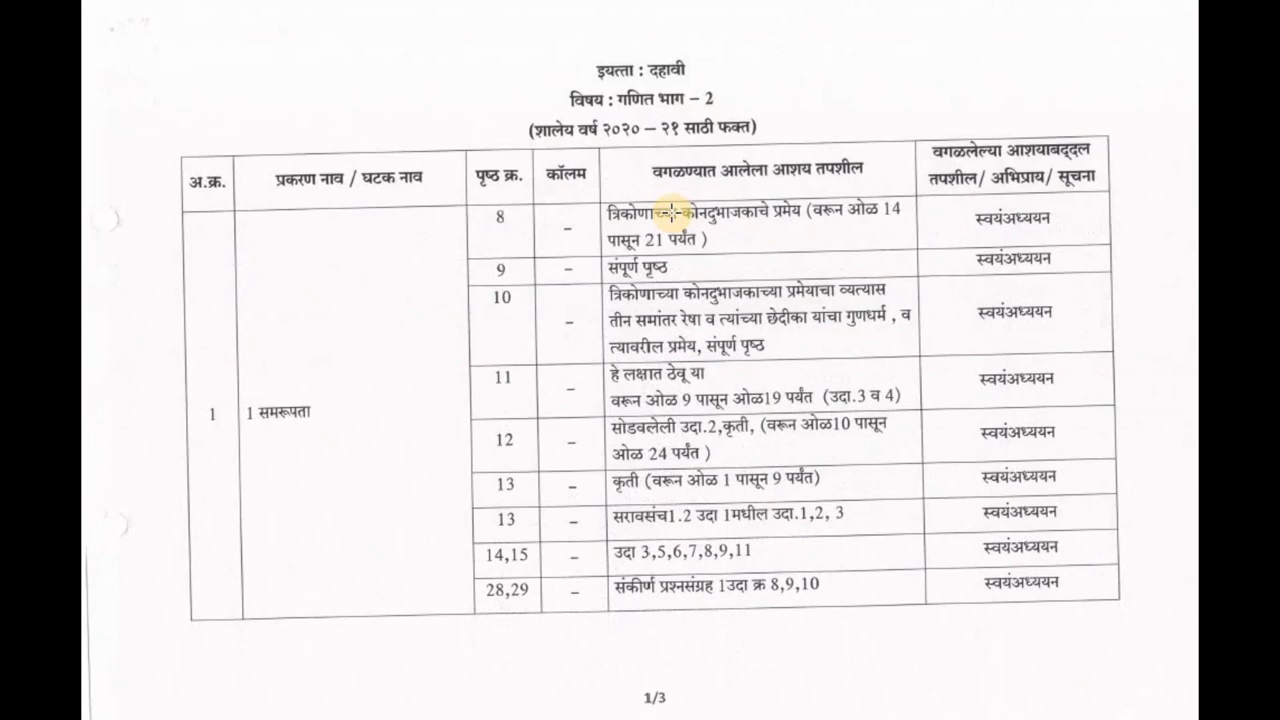 इयत्ता : दहावी
विषय : गणित भाग – 2
(शालेय वर्ष २०२० – २१ साठी फक्त)
अ.क्र. प्रकरण नाव / घटक नाव पृष्ठ क्र. कॉलम वगळण्यात आलेला आशय तपशील वगळलेल्या आशयाबद्दल
तपशील/ अभिप्राय/ सूचना
1 1 समरूपता
8 – त्रिकोणाच्या कोनदुभाजकाचे प्रमेय (वरून ओळ 14 स्वयंअध्ययन
पासून 21 पर्यंत )
9 – संपूर्ण पृष्ठ स्वयंअध्ययन
10 – त्रिकोणाच्या कोनदुभाजकाच्या प्रमेयाचा व्यत्यास स्वयंअध्ययन
तीन समांतर रेषा व त्यांच्या छेदीका यांचा गुणधर्म , व
त्यावरील प्रमेय, संपूर्ण पृष्ठ
11 – हे लक्षात ठेवू या स्वयंअध्ययन
वरून ओळ 9 पासून ओळ19 पर्यंत (उदा.3 व 4)
12 – सोडवलेली उदा.2,कृती, (वरून ओळ10 पासून स्वयंअध्ययन
ओळ 24 पर्यंत )
13 – कृती (वरून ओळ 1 पासून 9 पर्यंत) स्वयंअध्ययन
13 – सरावसंच1.2 उदा 1मधील उदा.1,2, 3 स्वयंअध्ययन
14,15 – उदा 3,5,6,7,8,9,11 स्वयंअध्ययन
28,29 – संकीर्ण प्रश्नसंग्रह 1उदा क्र 8,9,10 स्वयंअध्ययन
1/3